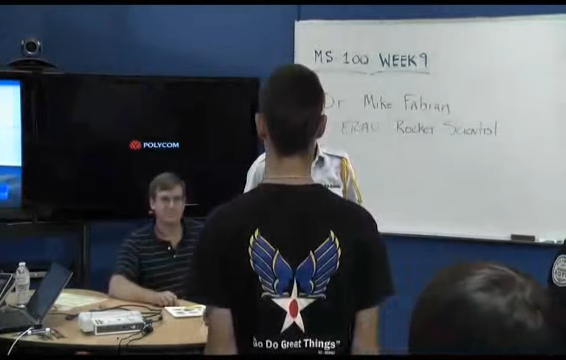 MS 100 WEEK 9
Dr Mike Fabian
ERAU Rocket Scientist
POLYCOM
Go Do Great Things"